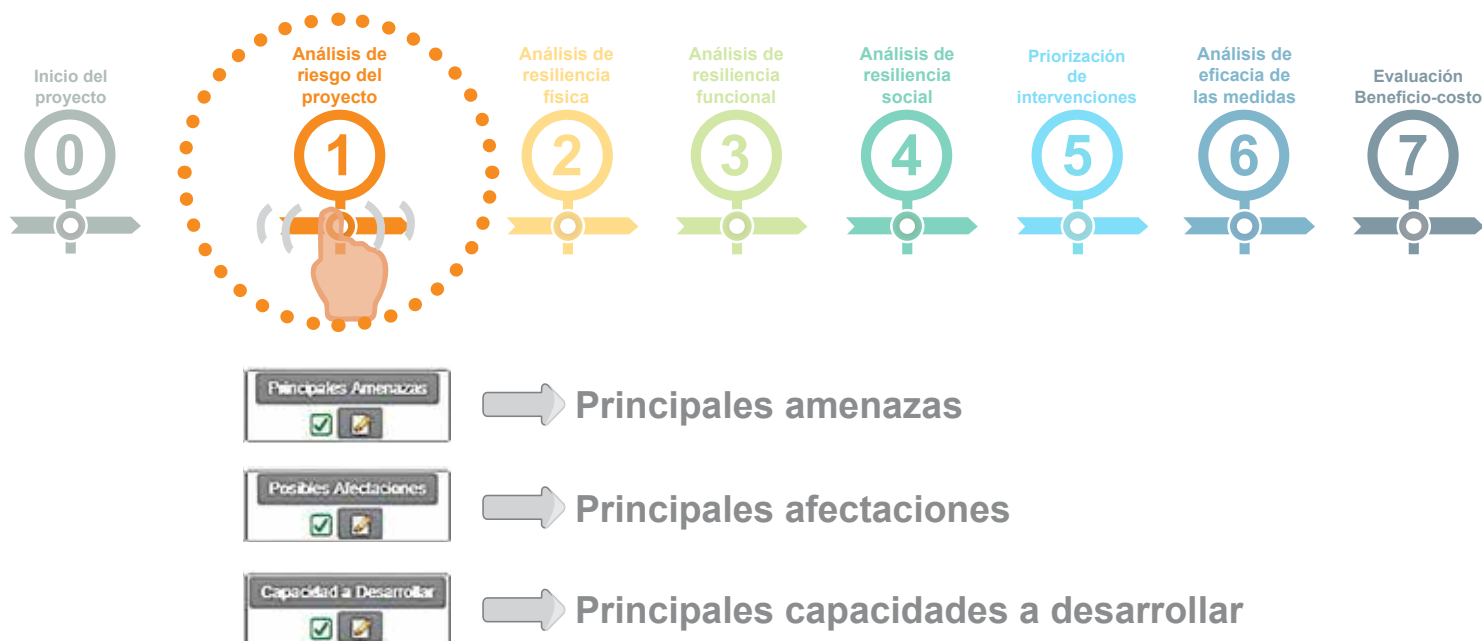 Inicio del
proyecto
0
Análisis de
riesgo del
proyecto
1
Análisis de
resiliencia
física
2
Análisis de
resiliencia
funcional
3
Análisis de
resiliencia
social
4
Priorización
de
intervenciones
5
Análisis de
eficacia de
las medidas
6
Evaluación
Beneficio-costo
7
Principales Amenazas
Principales amenazas
Posibles Afectaciones
Principales afectaciones
Capacidad a Desarrollar
Principales capacidades a desarrollar